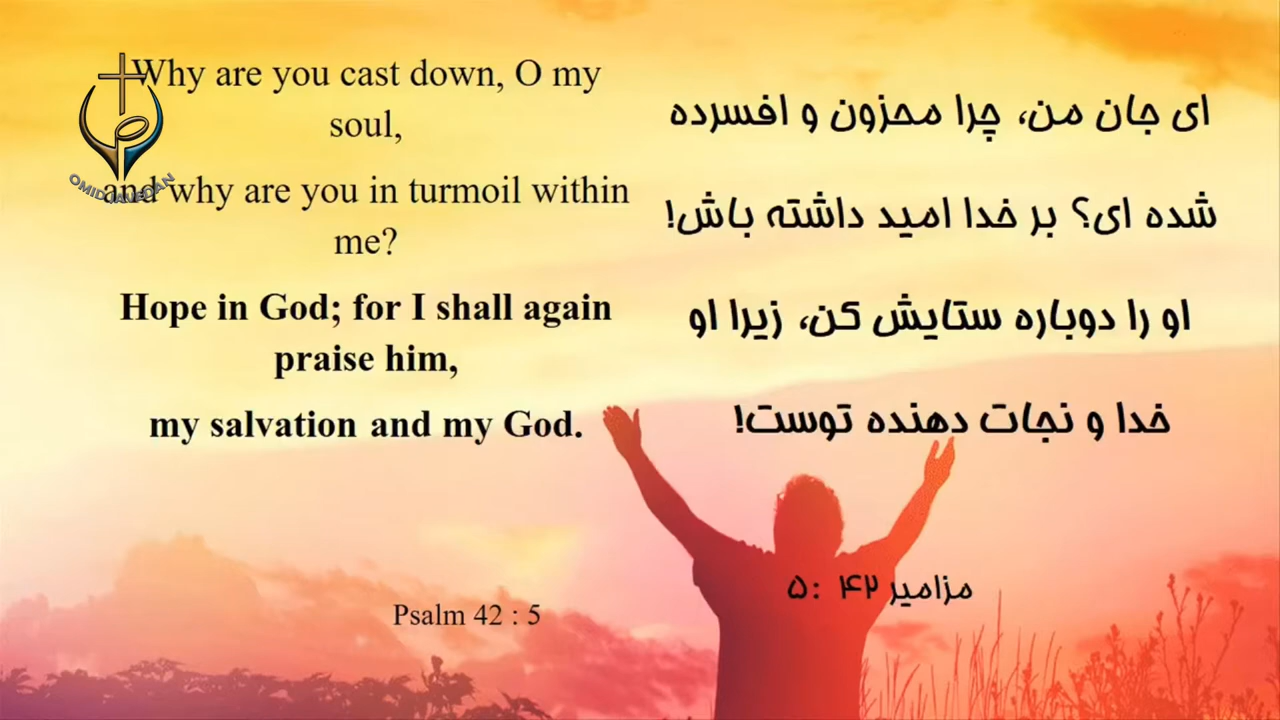 Why are you cast down, O my
soul,
and why are you in turmoil within
me?
Hope in God; for I shall again
praise him,
my salvation and my God.
Psalm 42 : 5
OMID JAVEDAN
ای جان من، چرا محزون و افسرده
شده ای؟ بر خدا امید داشته باش!
او را دوباره ستایش کن، زیرا او
خدا و نجات دهنده توست!
مزامیر ۴۲ :۵